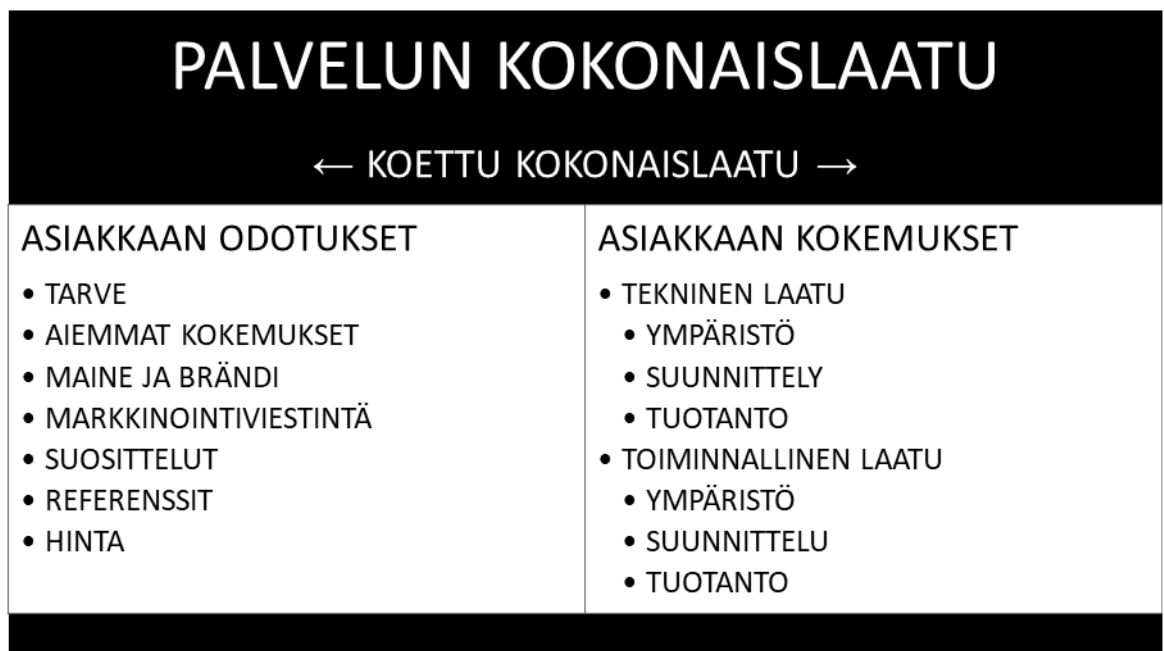 PALVELUN KOKONAISLAATU
← KOETTU KOKONAISLAATU →
ASIAKKAAN ODOTUKSET
• TARVE
• AIEMMAT KOKEMUKSET
• MAINE JA BRÄNDI
• MARKKINOINTIVIESTINTÄ
• SUOSITTELUT
• REFERENSSIT
• HINTA
ASIAKKAAN KOKEMUKSET
• TEKNINEN LAATU
• YMPÄRISTÖ
• SUUNNITTELY
• TUOTANTO
• TOIMINNALLINEN LAATU
• YMPÄRISTÖ
• SUUNNITTELU
• TUOTANTO